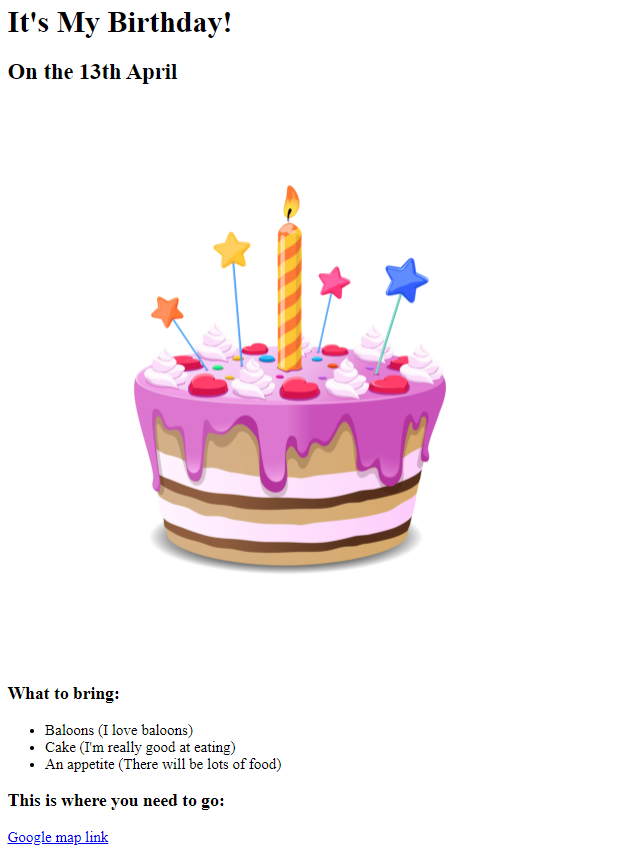 It's My Birthday!
On the 13th April
What to bring:
Baloons (I love baloons)
Cake (I'm really good at eating)
An appetite (There will be lots of food)
This is where you need to go:
Google map link